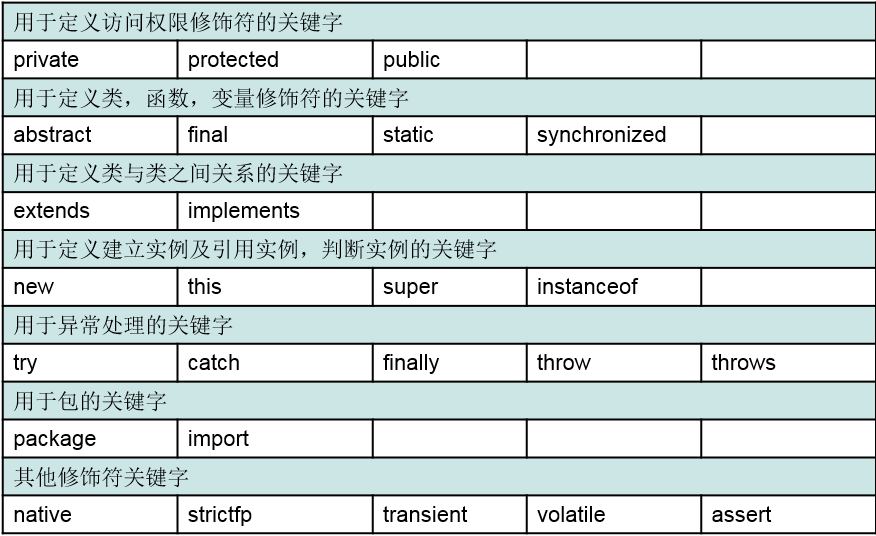 用于定义访问权限修饰符的关键字
private protected public
用于定义类，函数，变量修饰符的关键字
abstract final static synchronized
用于定义类与类之间关系的关键字
extends implements
用于定义建立实例及引用实例，判断实例的关键字
new this super instanceof
用于异常处理的关键字
try catch finally throw throws
用于包的关键字
package import
其他修饰符关键字
native strictfp transient volatile assert